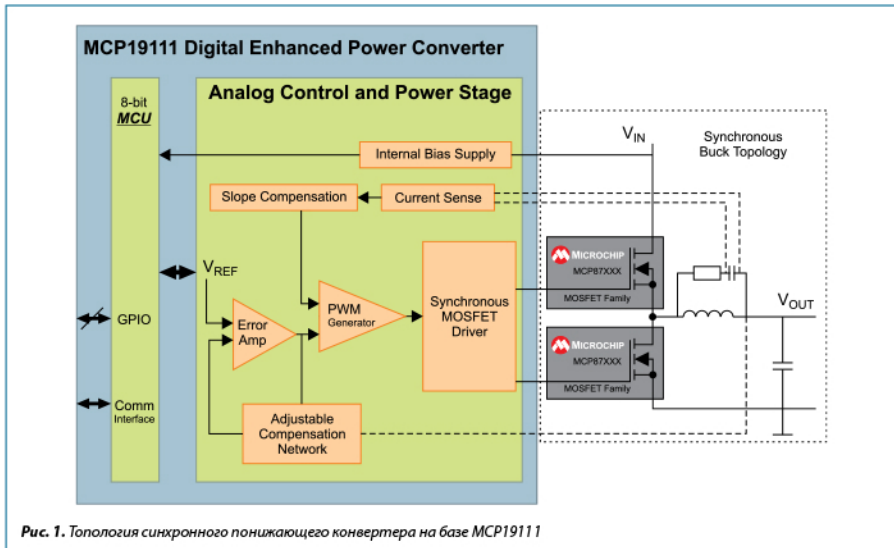 MCP19111 Digital Enhanced Power Converter
8-bit
MCU
Analog Control and Power Stage
Internal Bias Supply
Slope Compensation
Current Sense
VREF
GPIO
Error
Amp
PWM
Generator
Synchronous
MOSFET
Driver
Comm
Interface
Adjustable
Compensation
Network
VIN
Synchronous
Buck Topology
MICROCHIP
MCP87XXX
MOSFET Family
VOUT
MICROCHIP
MCP87XXX
MOSFET Family
Рис. 1. Топология синхронного понижающего конвертера на базе MCP19111